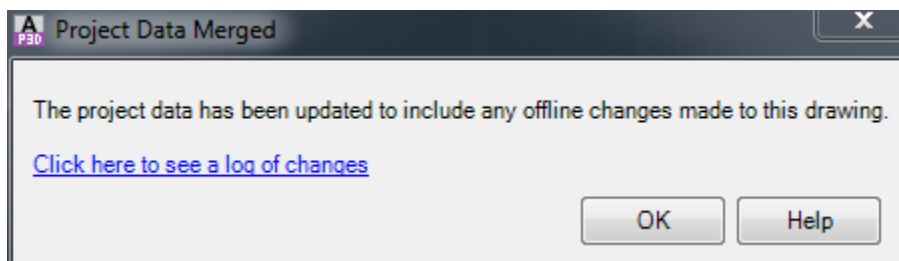 A
P3D
Project Data Merged
X
The project data has been updated to include any offline changes made to this drawing.
Click here to see a log of changes
OK
Help